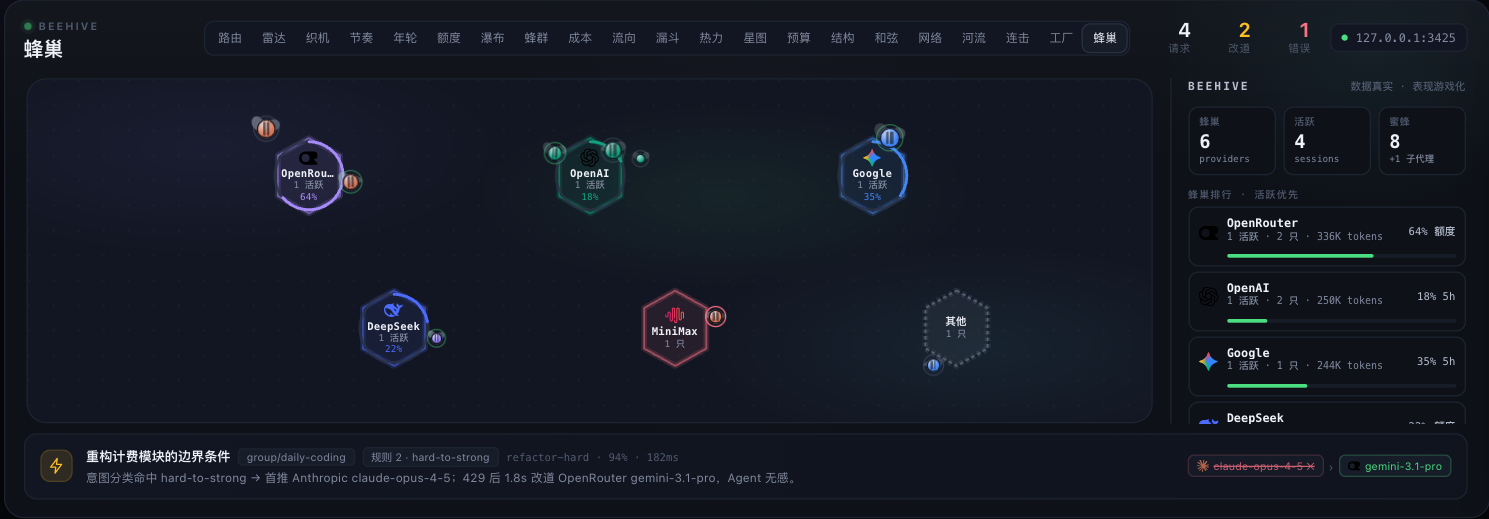 BEEHIVE
蜂巢
路由 雷达 织机 节奏 年轮 额度 瀑布 蜂群 成本 流向 漏斗 热力 星图 预算 结构 和弦 网络 河流 连击 工厂 蜂巢
4 请求
2 改道
1 错误
127.0.0.1:3425
OpenRou…
1 活跃
64%
OpenAI
1 活跃
18%
Google
1 活跃
35%
DeepSeek
1 活跃
22%
MiniMax
1 只
其他
1 只
BEEHIVE 数据真实 · 表现游戏化
蜂巢
6
providers
活跃
4
sessions
蜜蜂
8
+1 子代理
蜂巢排行 · 活跃优先
OpenRouter
1 活跃 · 2 只 · 336K tokens
64% 额度
OpenAI
1 活跃 · 2 只 · 250K tokens
18% 5h
Google
1 活跃 · 1 只 · 244K tokens
35% 5h
DeepSeek
重构计费模块的边界条件 group/daily-coding 规则 2 · hard-to-strong refactor-hard · 94% · 182ms
意图分类命中 hard-to-strong → 首推 Anthropic claude-opus-4-5; 429 后 1.8s 改道 OpenRouter gemini-3.1-pro，Agent 无感。
claude-opus-4-5 ✕ › gemini-3.1-pro